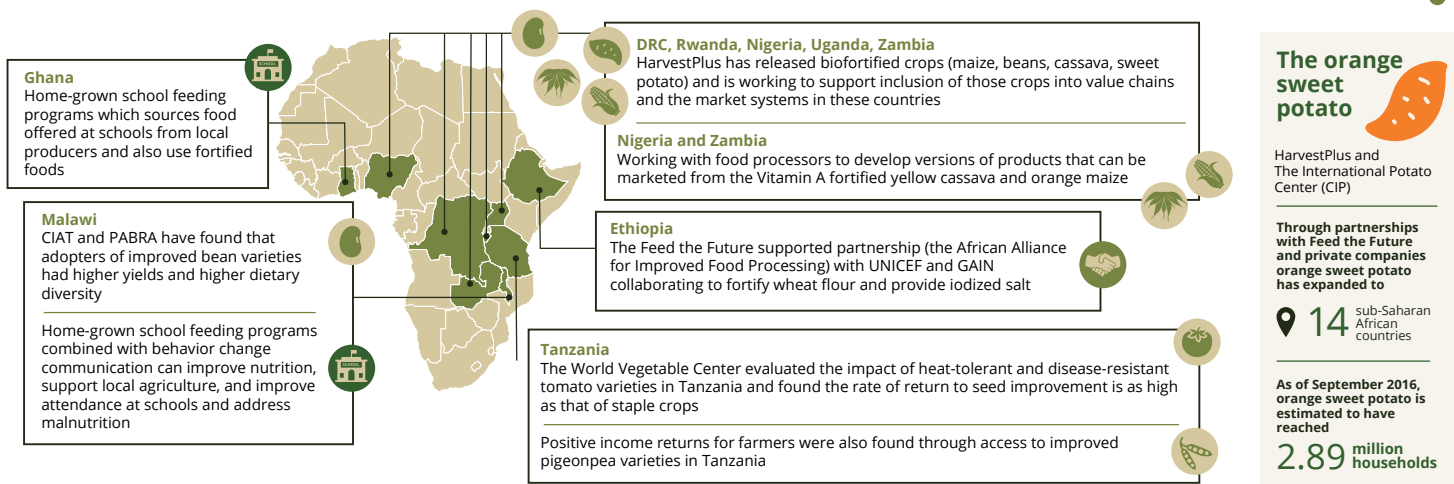 Ghana
Home-grown school feeding
programs which sources food
offered at schools from local
producers and also use fortified
foods
SCHOOL
Malawi
CIAT and PABRA have found that
adopters of improved bean varieties
had higher yields and higher dietary
diversity
Home-grown school feeding programs
combined with behavior change
communication can improve nutrition,
support local agriculture, and improve
attendance at schools and address
malnutrition
SCHOOL
DRC, Rwanda, Nigeria, Uganda, Zambia
HarvestPlus has released biofortified crops (maize, beans, cassava, sweet
potato) and is working to support inclusion of those crops into value chains
and the market systems in these countries
Nigeria and Zambia
Working with food processors to develop versions of products that can be
marketed from the Vitamin A fortified yellow cassava and orange maize
Ethiopia
The Feed the Future supported partnership (the African Alliance
for Improved Food Processing) with UNICEF and GAIN
collaborating to fortify wheat flour and provide iodized salt
Tanzania
The World Vegetable Center evaluated the impact of heat-tolerant and disease-resistant
tomato varieties in Tanzania and found the rate of return to seed improvement is as high
as that of staple crops
Positive income returns for farmers were also found through access to improved
pigeonpea varieties in Tanzania
The orange
sweet
potato
HarvestPlus and
The International Potato
Center (CIP)
Through partnerships
with Feed the Future
and private companies
orange sweet potato
has expanded to
14 sub-Saharan
African
countries
As of September 2016,
orange sweet potato is
estimated to have
reached
2.89 million
households